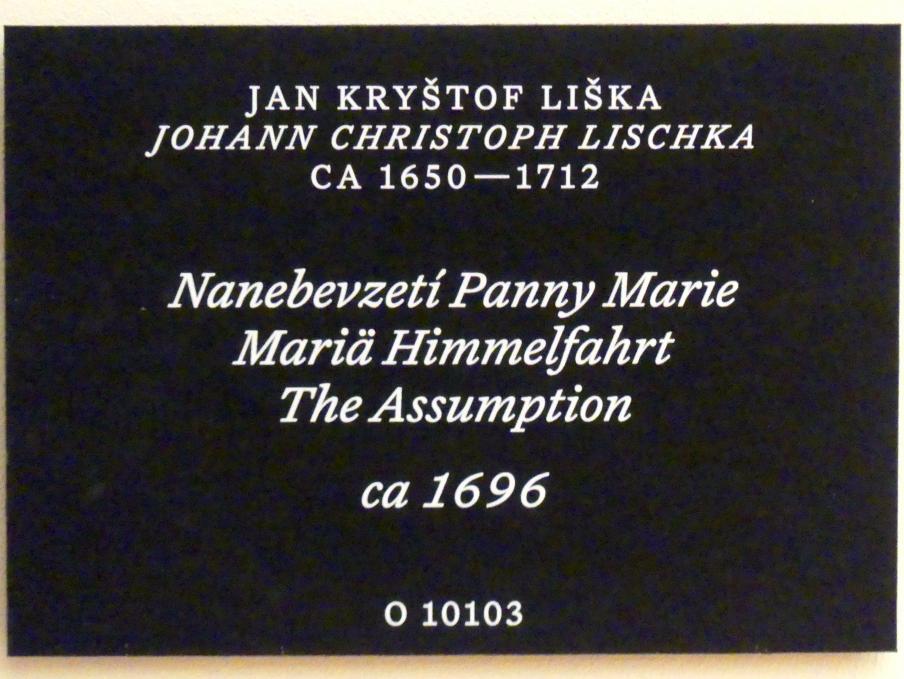 JAN KRYŠTOF LIŠKA
JOHANN CHRISTOPH LISCHKA
CA 1650—1712
Nanebevzetí Panny Marie
Mariä Himmelfahrt
The Assumption
ca 1696
O 10103